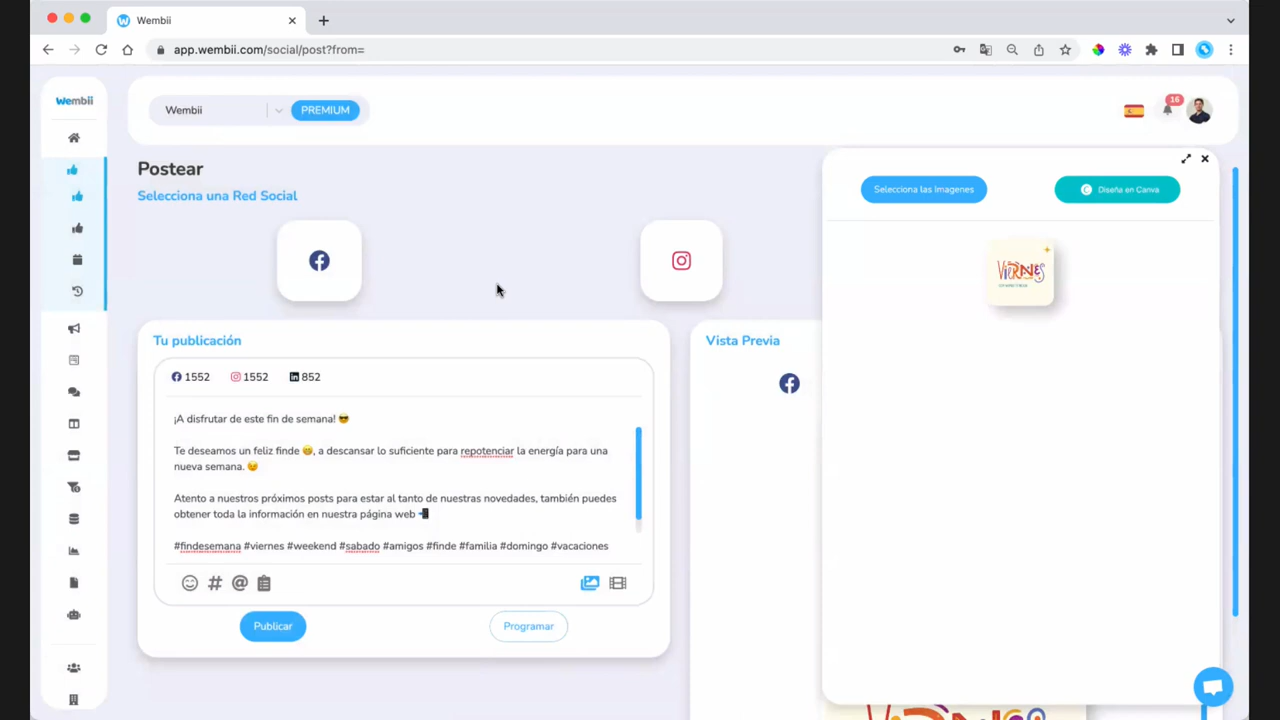 Wembii
app.wembii.com/social/post?from=
Wembii
Wembii
PREMIUM
16
Postear
Selecciona una Red Social
Selecciona las Imagenes
C Diseña en Canva
Viernes
Tu publicación
1552
1552
852
¡A disfrutar de este fin de semana! 😎
Te deseamos un feliz finde 😁, a descansar lo suficiente para repotenciar la energía para una
nueva semana. 😉
Atento a nuestros próximos posts para estar al tanto de nuestras novedades, también puedes
obtener toda la información en nuestra página web 📲
#findesemana #viernes #weekend #sabado #amigos #finde #familia #domingo #vacaciones
Publicar
Programar
Vista Previa